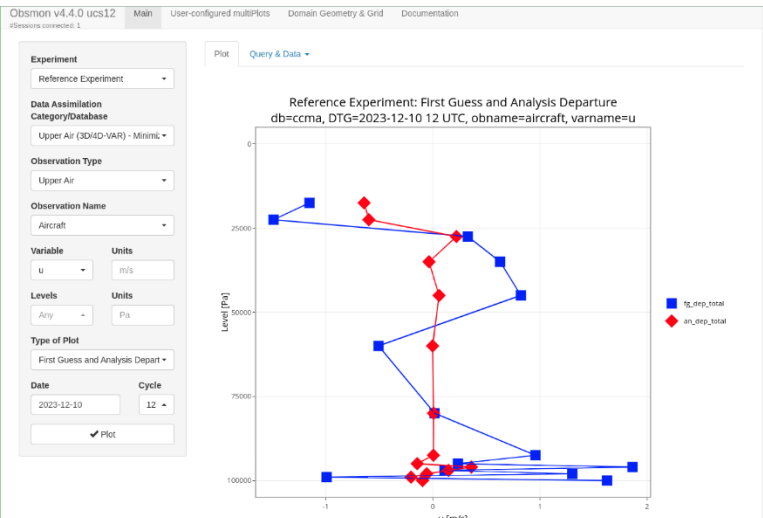 Obsmon v4.4.0 ucs12 Main User-configured multiPlots Domain Geometry & Grid Documentation
#Sessions connected: 1
Experiment
Reference Experiment
Data Assimilation
Category/Database
Upper Air (3D/4D-VAR) - Minimiz
Observation Type
Upper Air
Observation Name
Aircraft
Variable Units
u m/s
Levels Units
Any Pa
Type of Plot
First Guess and Analysis Depart
Date Cycle
2023-12-10 12
Plot
Plot Query & Data
Reference Experiment: First Guess and Analysis Departure
db=ccma, DTG=2023-12-10 12 UTC, obname=aircraft, varname=u
Level [Pa]
0
25000
50000
75000
100000
-1 0 1 2
u [m/s]
fg_dep_total
an_dep_total